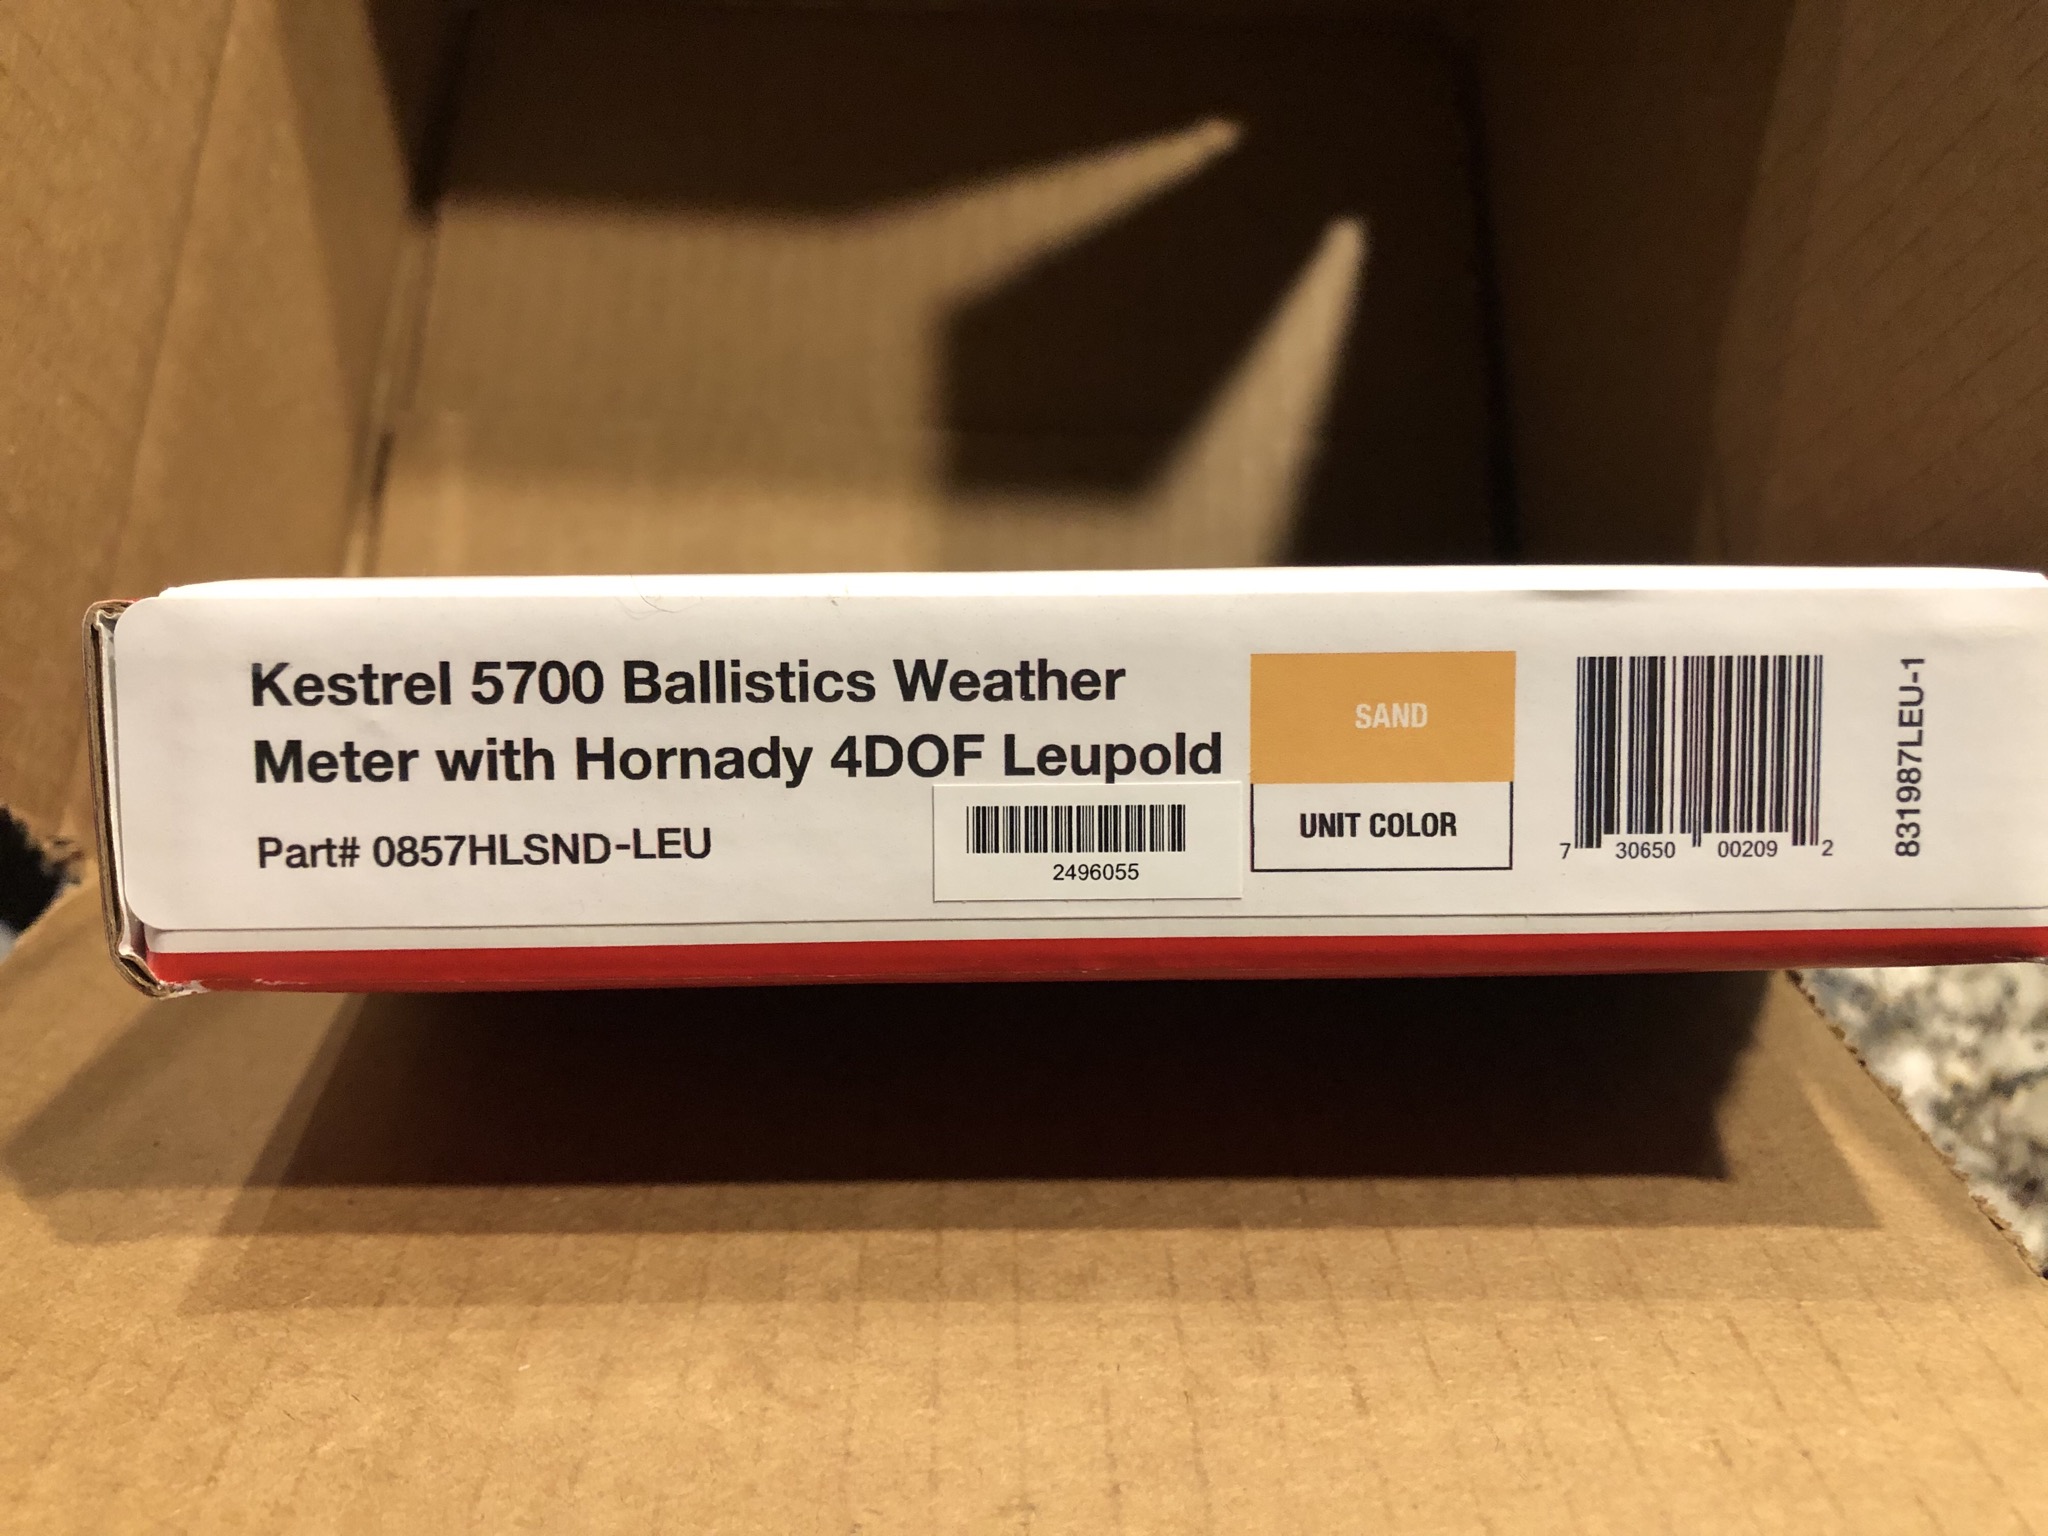 Kestrel 5700 Ballistics Weather
Meter with Hornady 4DOF Leupold
Part# 0857HLSND-LEU
2496055
SAND
UNIT COLOR
7 30650 00209 2
831987LEU-1